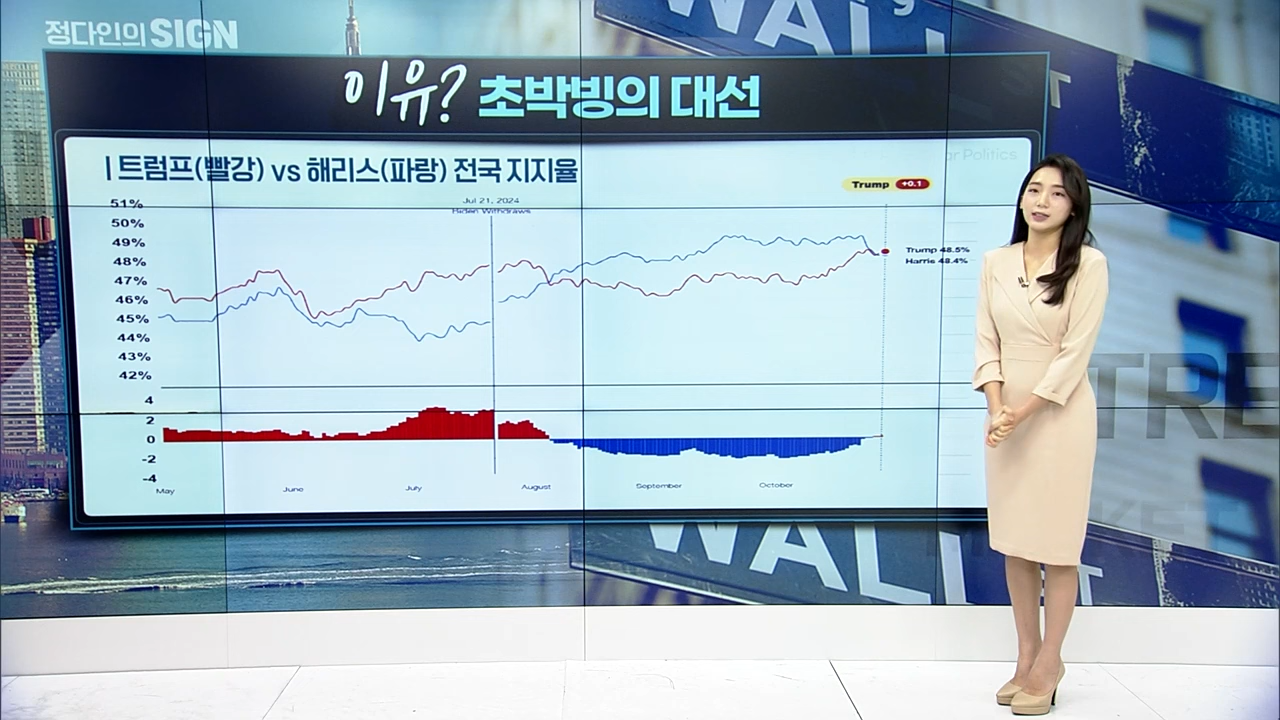 정다인의 SIGN
WALL
이유? 초박빙의 대선
트럼프(빨강) vs 해리스(파랑) 전국 지지율
Trump +0.1
51%
Jul 21, 2024
Biden Withdraws
50%
49%
48%
47%
46%
45%
44%
43%
42%
Trump 48.5%
Harris 48.4%
4
2
0
-2
-4
May June July August September October
TRE
WALL